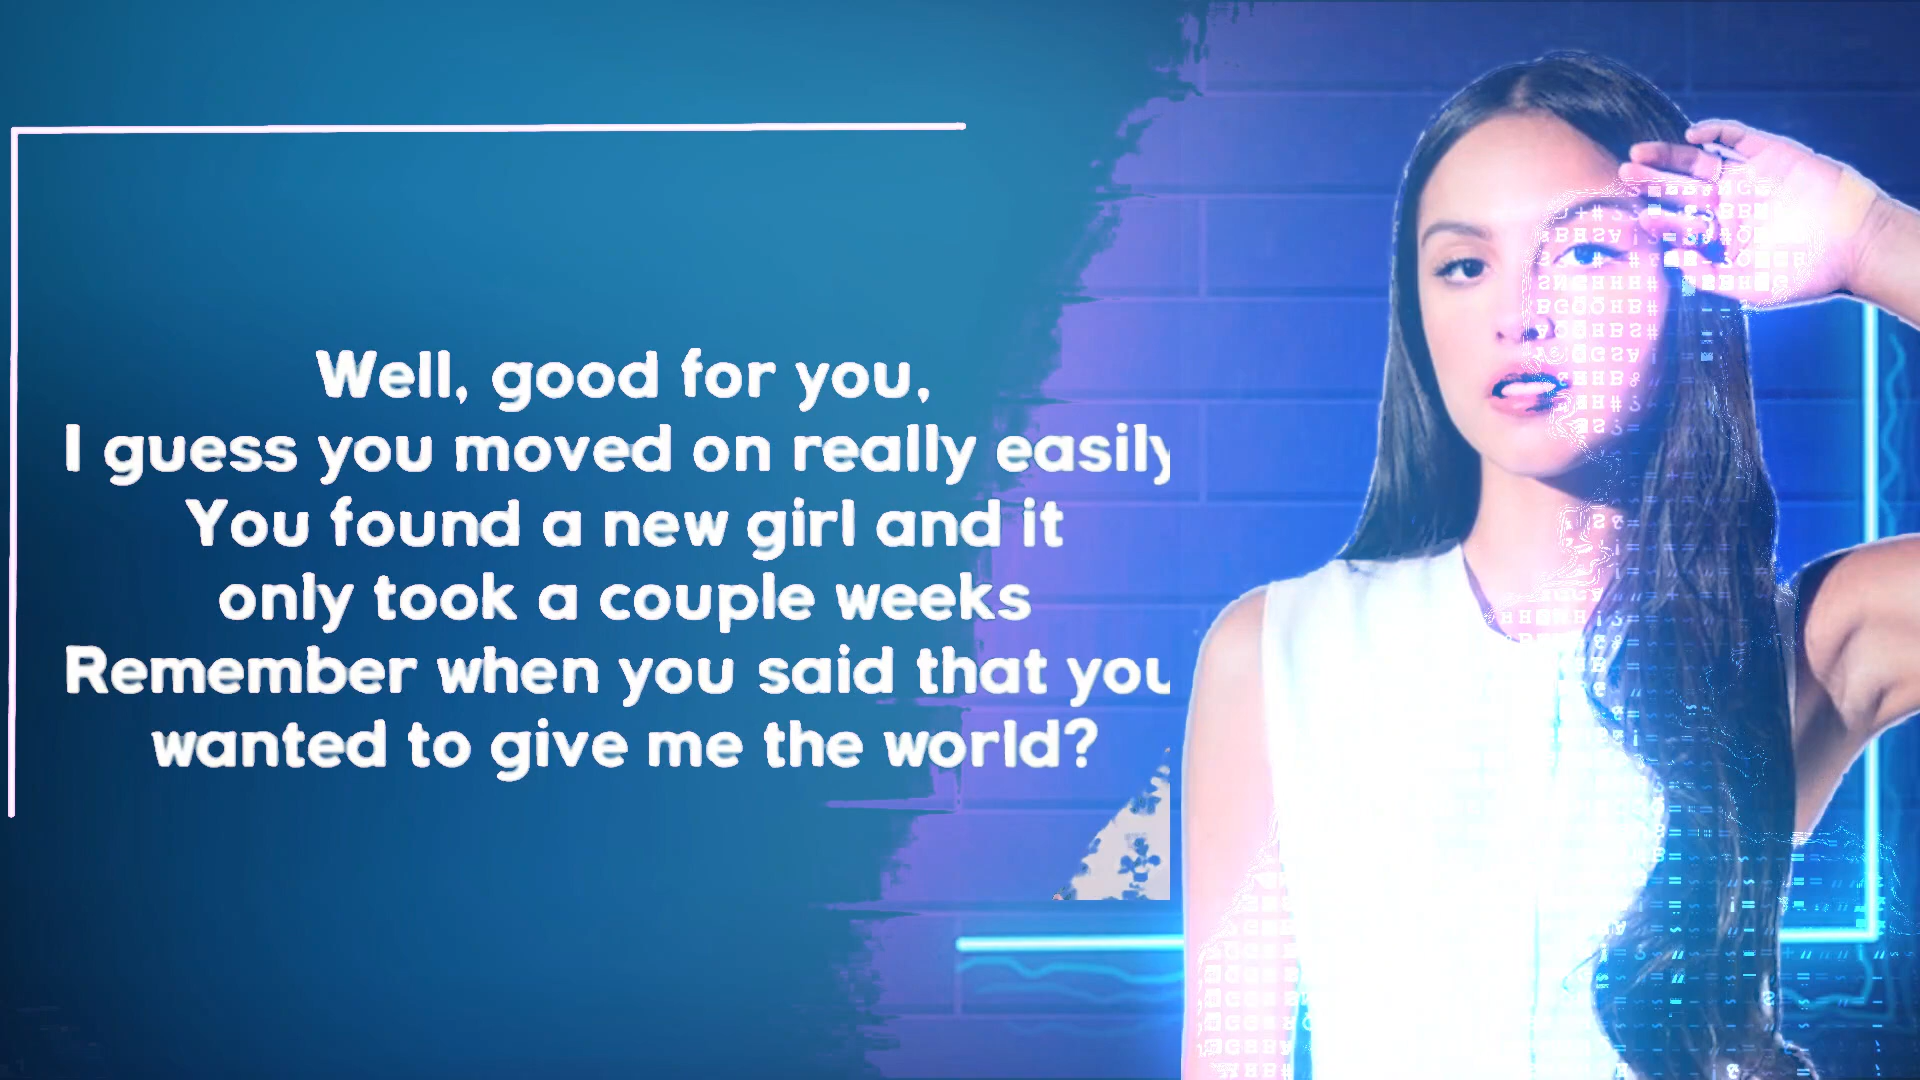 Well, good for you,
I guess you moved on really easily
You found a new girl and it
only took a couple weeks
Remember when you said that you
wanted to give me the world?